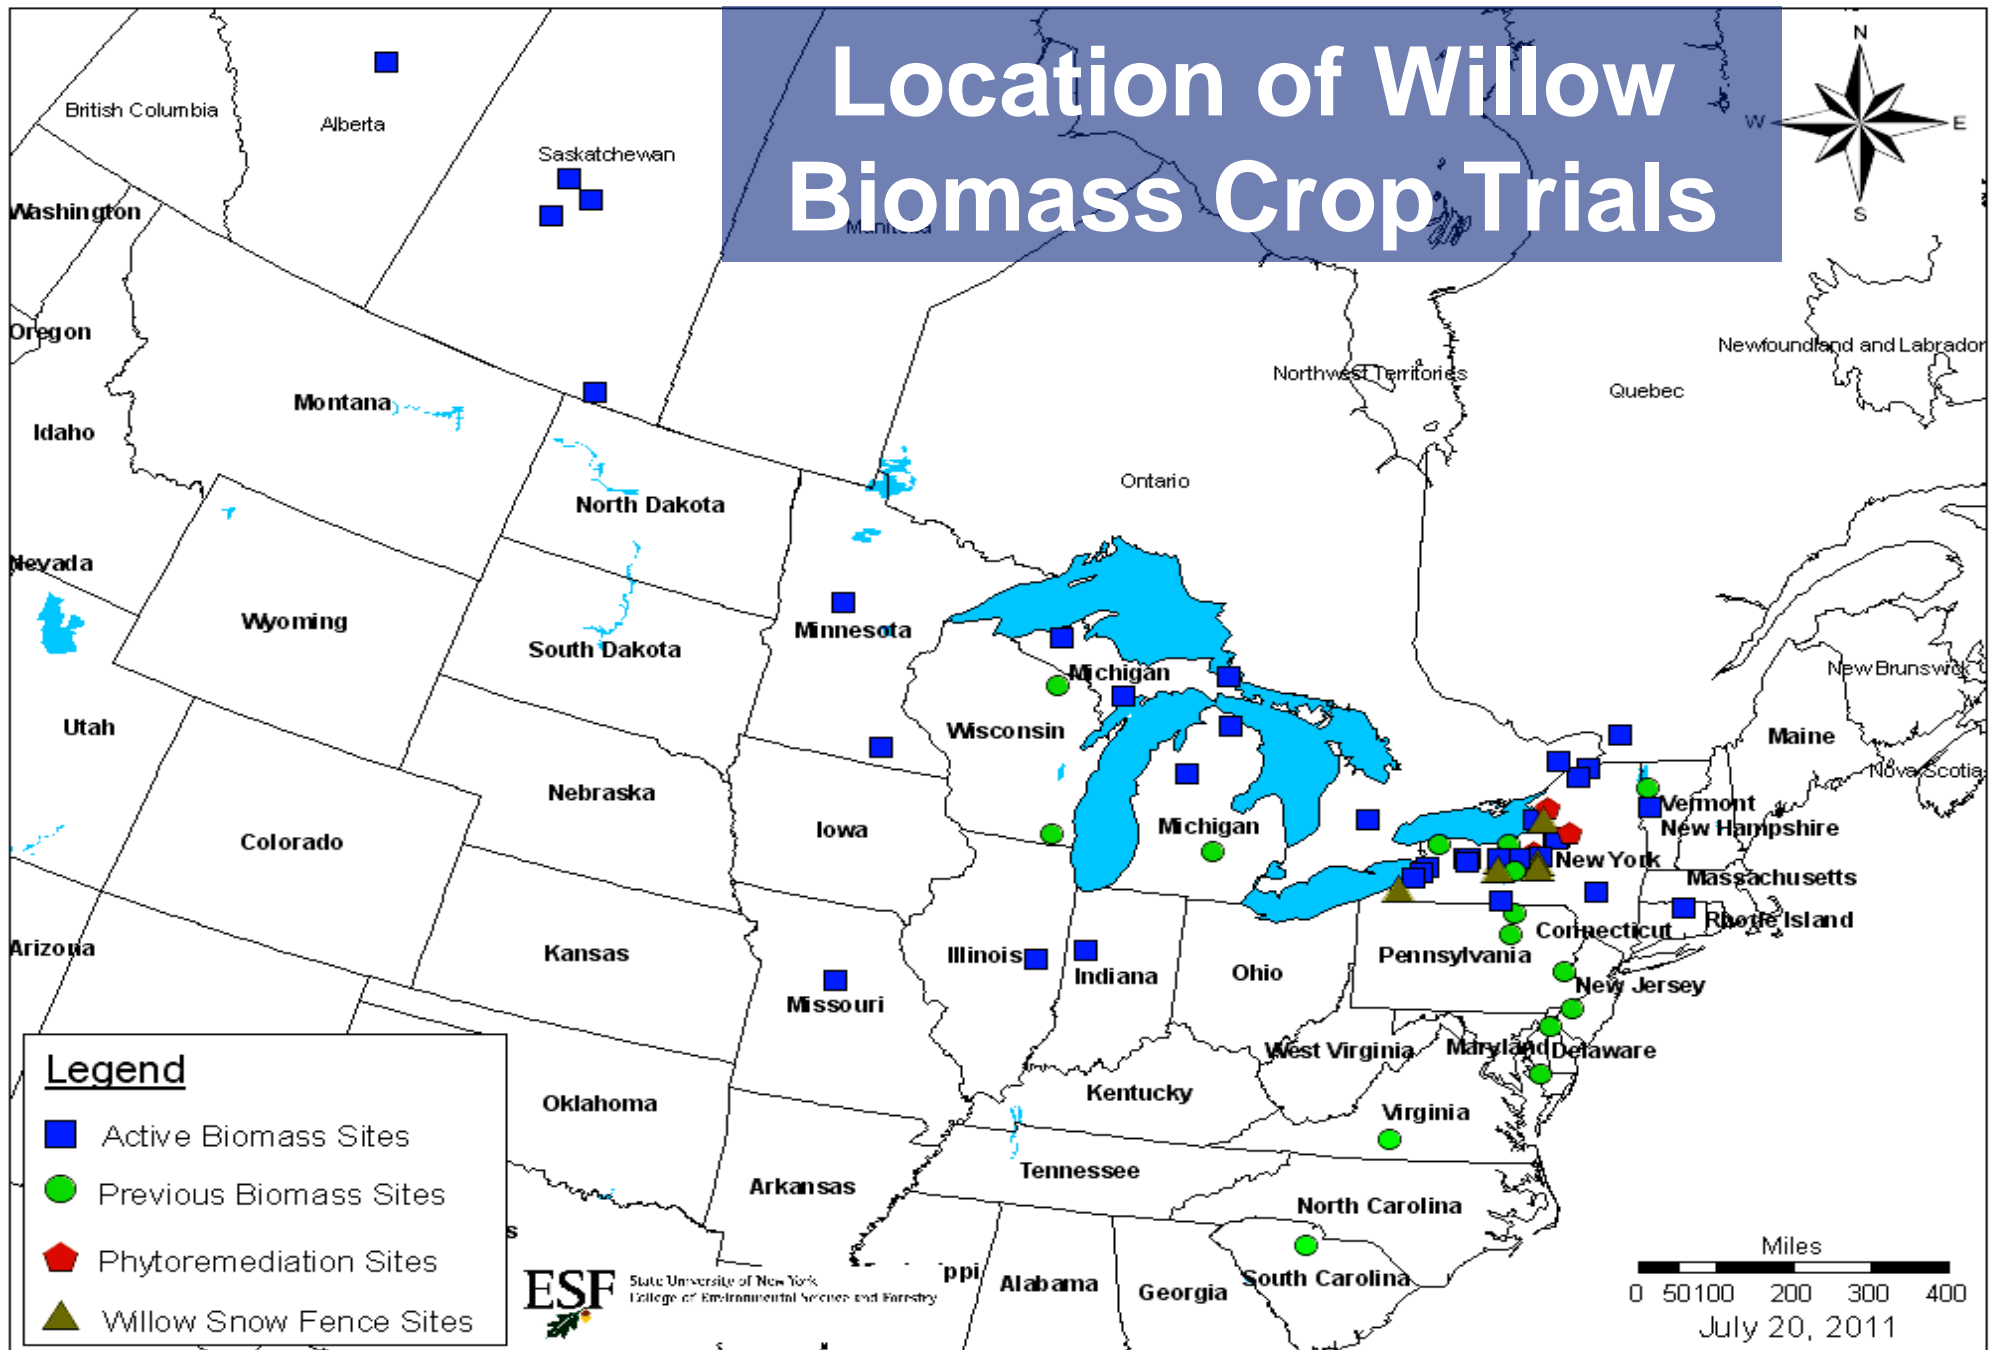 Location of Willow
Biomass Crop Trials
N
W
E
S
British Columbia
Alberta
Saskatchewan
Manitoba
Washington
Oregon
Newfoundland and Labrador
Northwest Territories
Quebec
Montana
Idaho
Ontario
North Dakota
Nevada
Wyoming
Minnesota
South Dakota
Michigan
New Brunswick
Utah
Wisconsin
Maine
Nova Scotia
Nebraska
Vermont
Iowa
Michigan
New Hampshire
Colorado
New York
Massachusetts
Rhode Island
Connecticut
Arizona
Kansas
Illinois
Indiana
Ohio
Pennsylvania
New Jersey
Missouri
West Virginia
Maryland
Delaware
Kentucky
Oklahoma
Virginia
Tennessee
Arkansas
North Carolina
s
ppi
Alabama
Georgia
South Carolina
Legend
Active Biomass Sites
Previous Biomass Sites
Phytoremediation Sites
Willow Snow Fence Sites
ESF
State University of New York
College of Environmental Science and Forestry
Miles
0 50 100 200 300 400
July 20, 2011